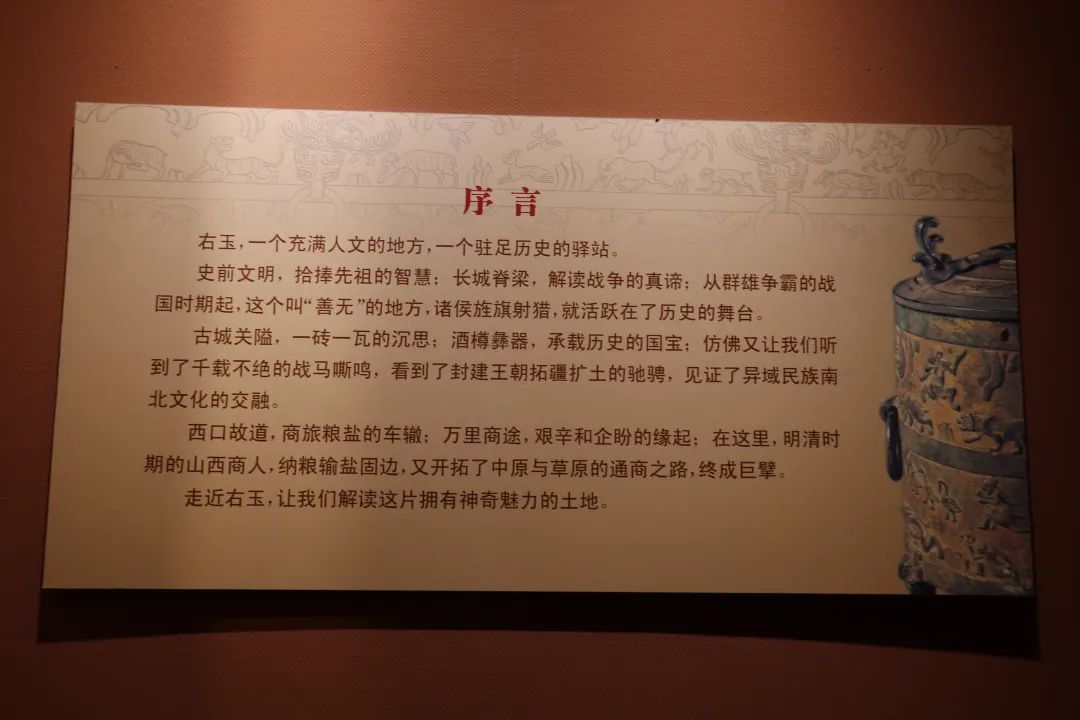 序言
右玉,一个充满人文的地方,一个驻足历史的驿站。
史前文明,拾捧先祖的智慧;长城脊梁,解读战争的真谛;从群雄争霸的战
国时期起,这个叫“善无”的地方,诸侯旌旗射猎,就活跃在了历史的舞台。
古城关隘,一砖一瓦的沉思;酒樽彝器,承载历史的国宝;仿佛又让我们听
到了千载不绝的战马嘶鸣,看到了封建王朝拓疆扩土的驰骋,见证了异域民族南
北文化的交融。
西口故道,商旅粮盐的车辙;万里商途,艰辛和企盼的缘起;在这里,明清时
期的山西商人,纳粮输盐固边,又开拓了中原与草原的通商之路,终成巨擘。
走近右玉,让我们解读这片拥有神奇魅力的土地。